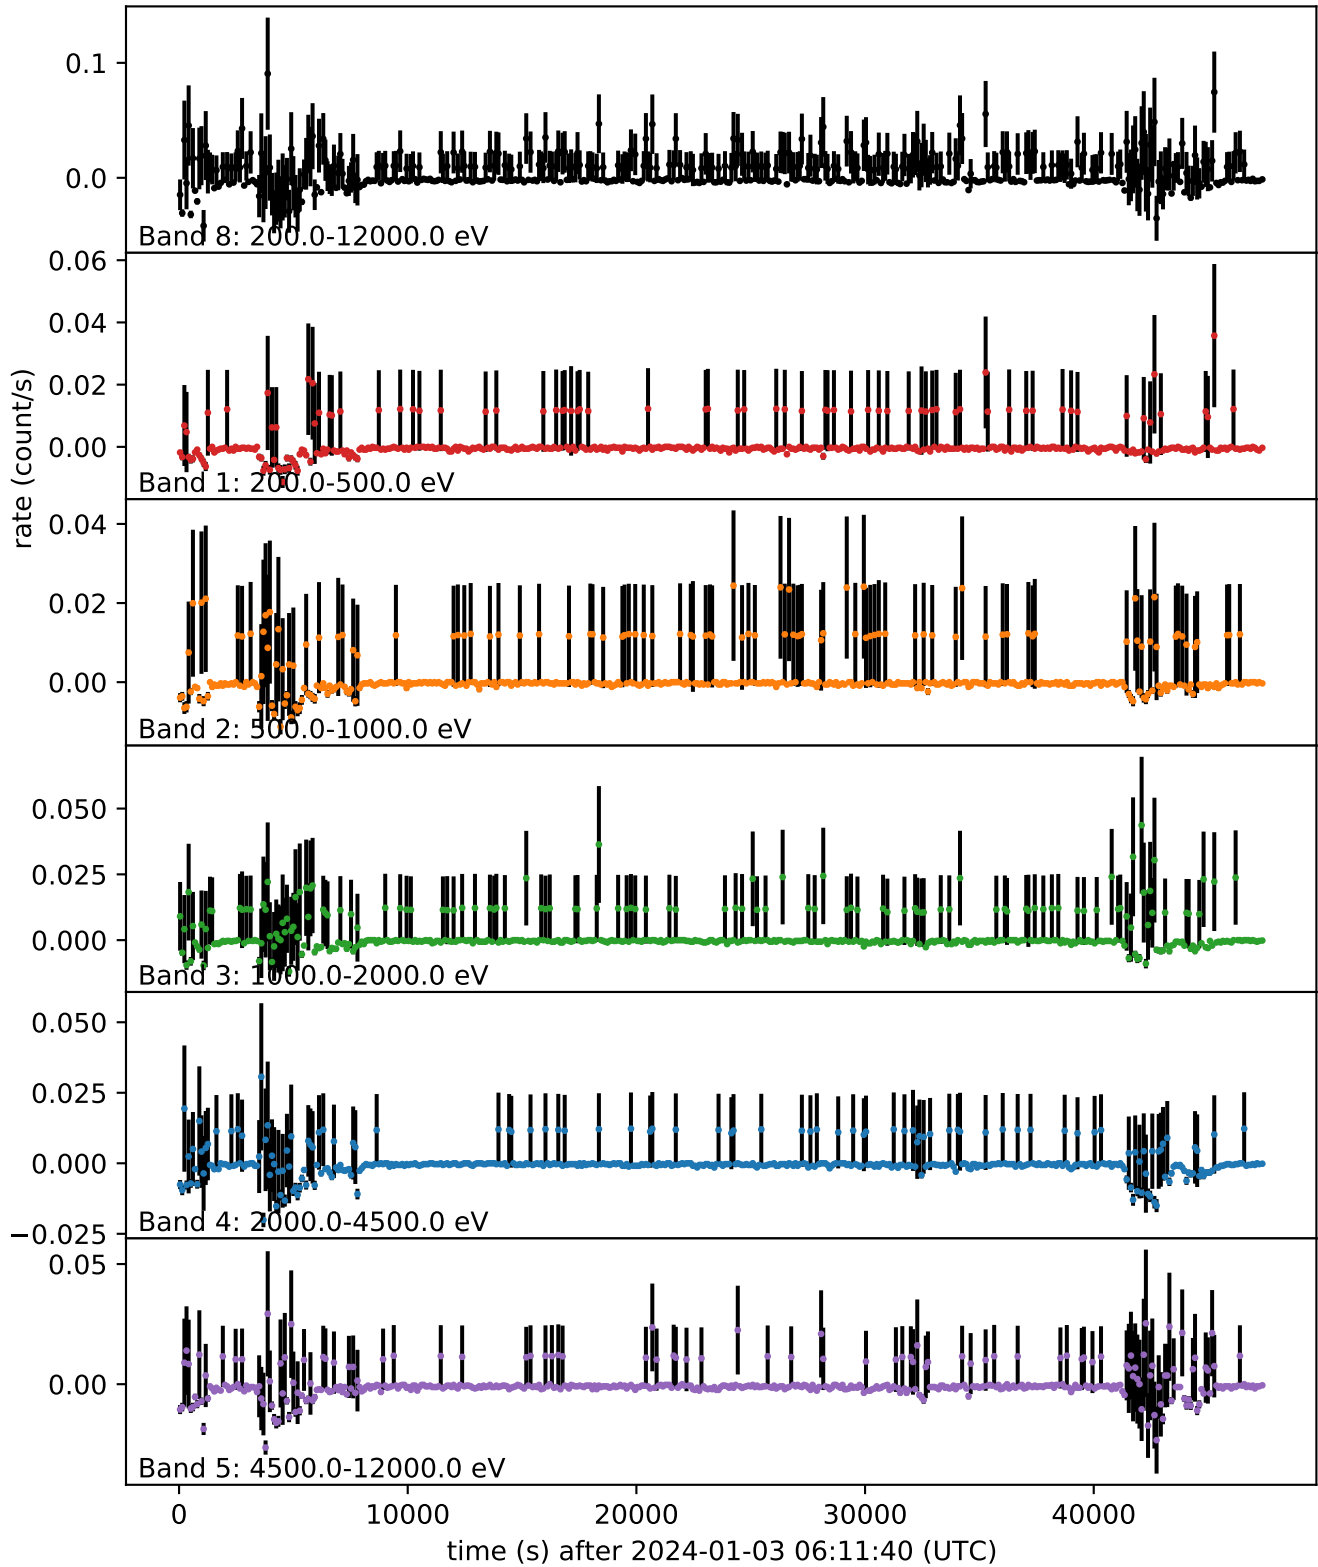 0.1
0.0
Band 8: 200.0-12000.0 eV
0.06
0.04
0.02
0.00
Band 1: 200.0-500.0 eV
rate (count/s)
0.04
0.02
0.00
Band 2: 500.0-1000.0 eV
0.050
0.025
0.000
Band 3: 1000.0-2000.0 eV
0.050
0.025
0.000
−0.025
Band 4: 2000.0-4500.0 eV
0.05
0.00
Band 5: 4500.0-12000.0 eV
0 10000 20000 30000 40000
time (s) after 2024-01-03 06:11:40 (UTC)